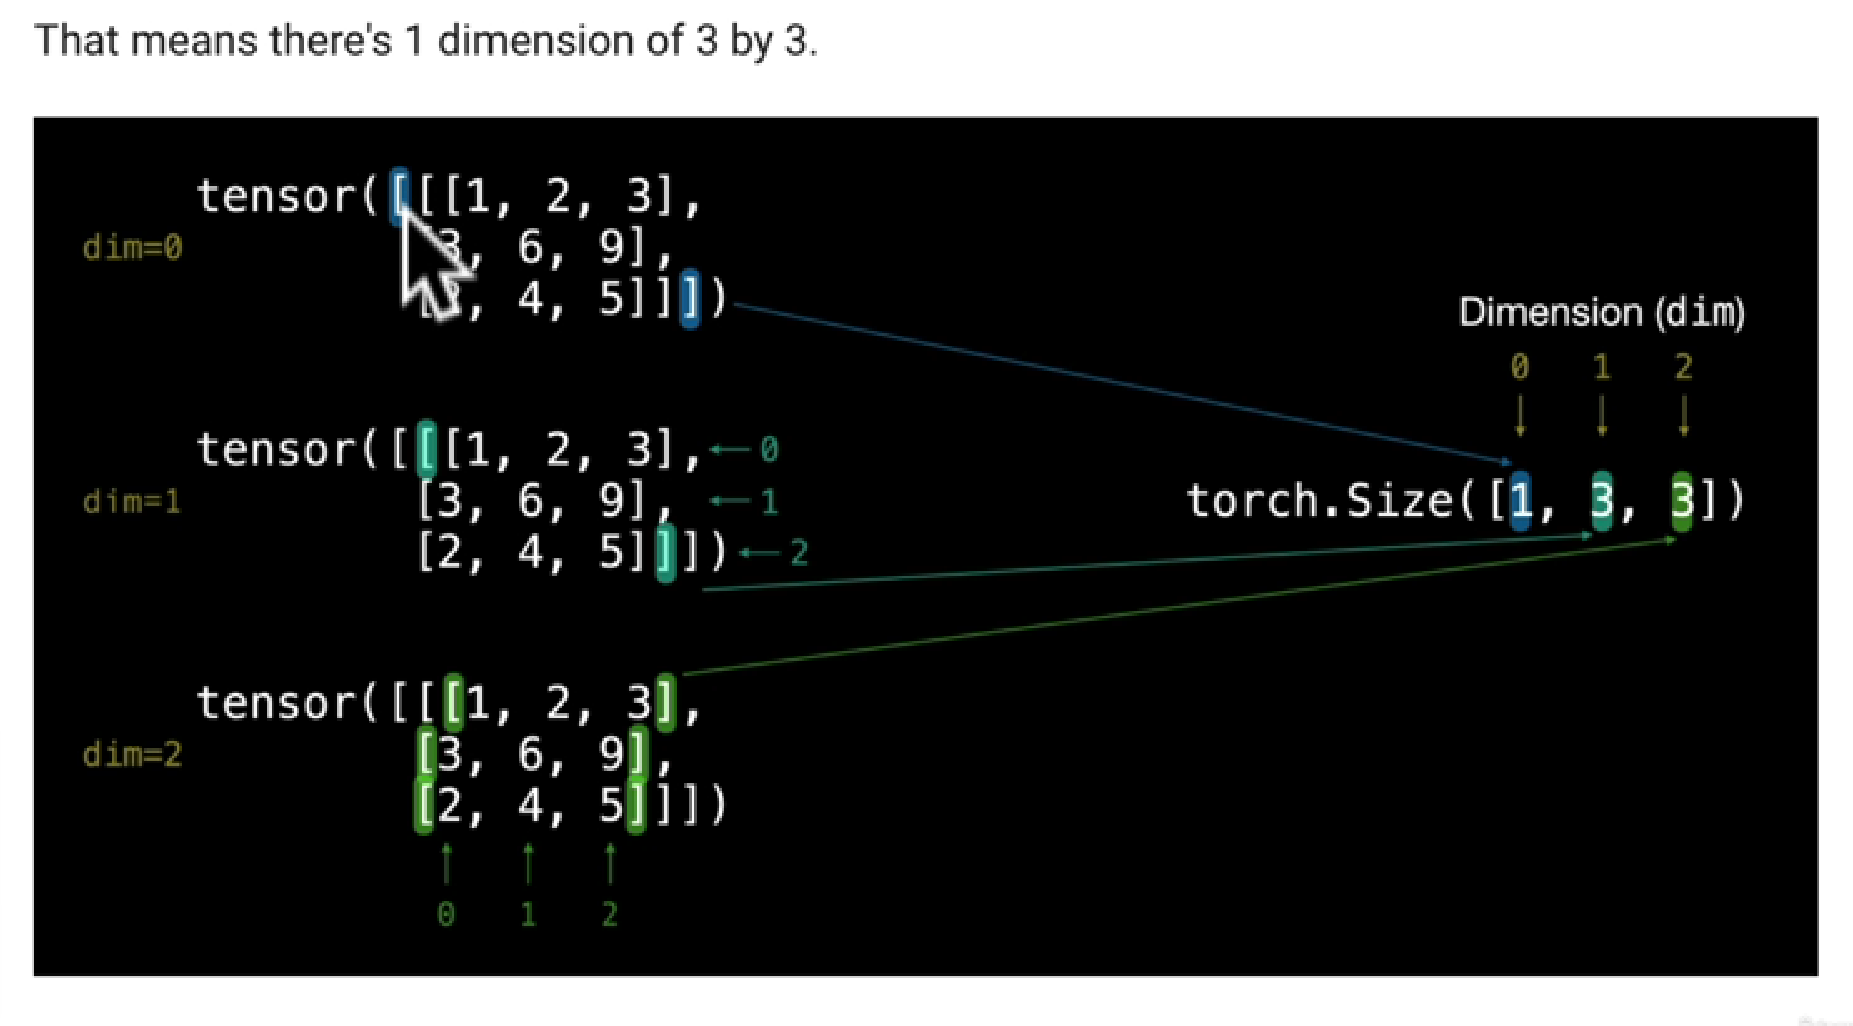 That means there's 1 dimension of 3 by 3.
tensor([[[1, 2, 3],
dim=0
3, 6, 9],
, 4, 5]]])
Dimension (dim)
0 1 2
torch.Size([1, 3, 3])
tensor([[[1, 2, 3], ← 0
dim=1
[3, 6, 9], ← 1
[2, 4, 5]]]) ← 2
tensor([[[1, 2, 3],
dim=2
[3, 6, 9],
[2, 4, 5]]])
0 1 2